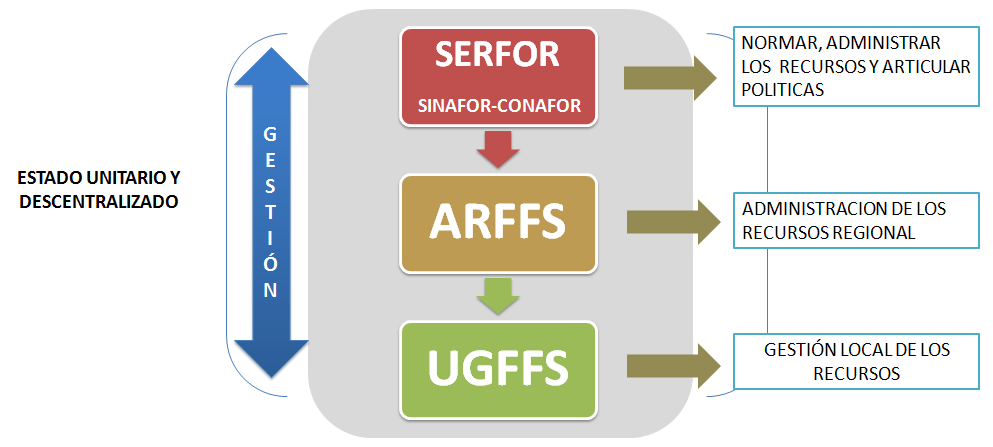 ESTADO UNITARIO Y
DESCENTRALIZADO
GESTIÓN
SERFOR
SINAFOR-CONAFOR
NORMAR, ADMINISTRAR
LOS RECURSOS Y ARTICULAR
POLITICAS
ARFFS
ADMINISTRACION DE LOS
RECURSOS REGIONAL
UGFFS
GESTIÓN LOCAL DE LOS
RECURSOS